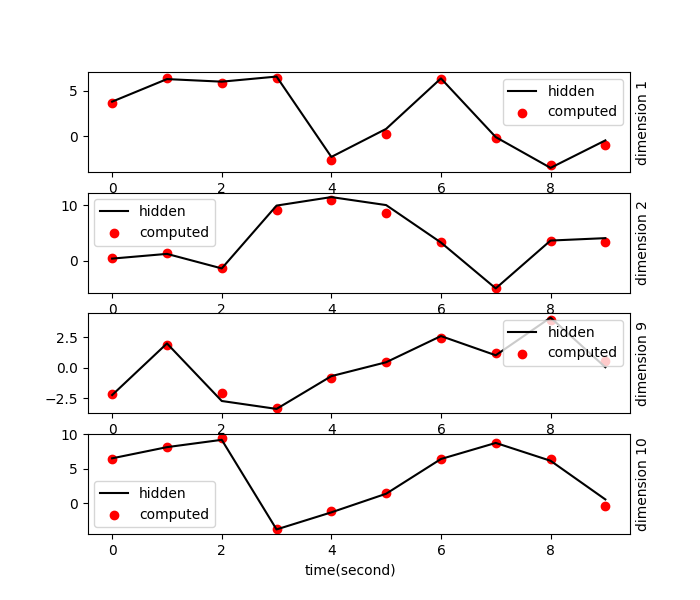 5
0
hidden
computed
dimension 1
0 2 4 6 8
10
0
hidden
computed
dimension 2
0 2 4 6 8
2.5
0.0
−2.5
hidden
computed
dimension 9
0 2 4 6 8
10
5
0
hidden
computed
dimension 10
0 2 4 6 8
time(second)